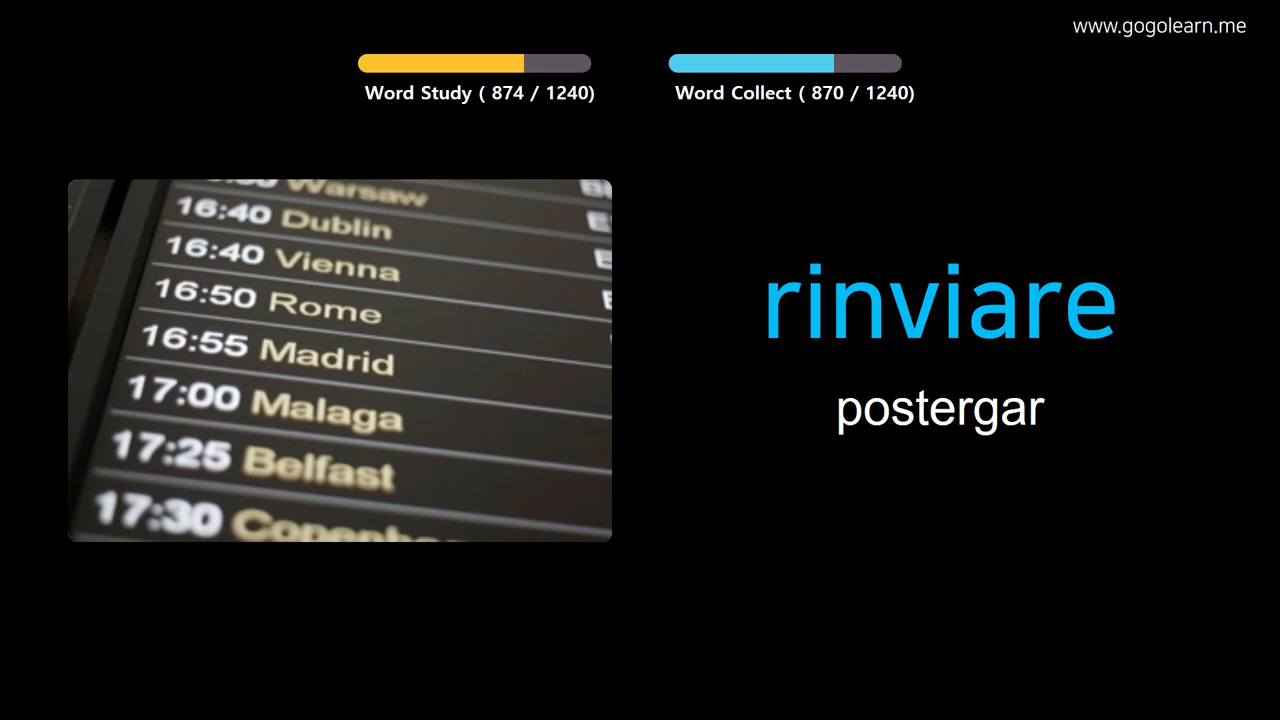 www.gogolearn.me
Word Study ( 874 / 1240)
Word Collect ( 870 / 1240)
Warsaw
16:40 Dublin
16:40 Vienna
16:50 Rome
16:55 Madrid
17:00 Malaga
17:25 Belfast
17:30
rinviare
postergar